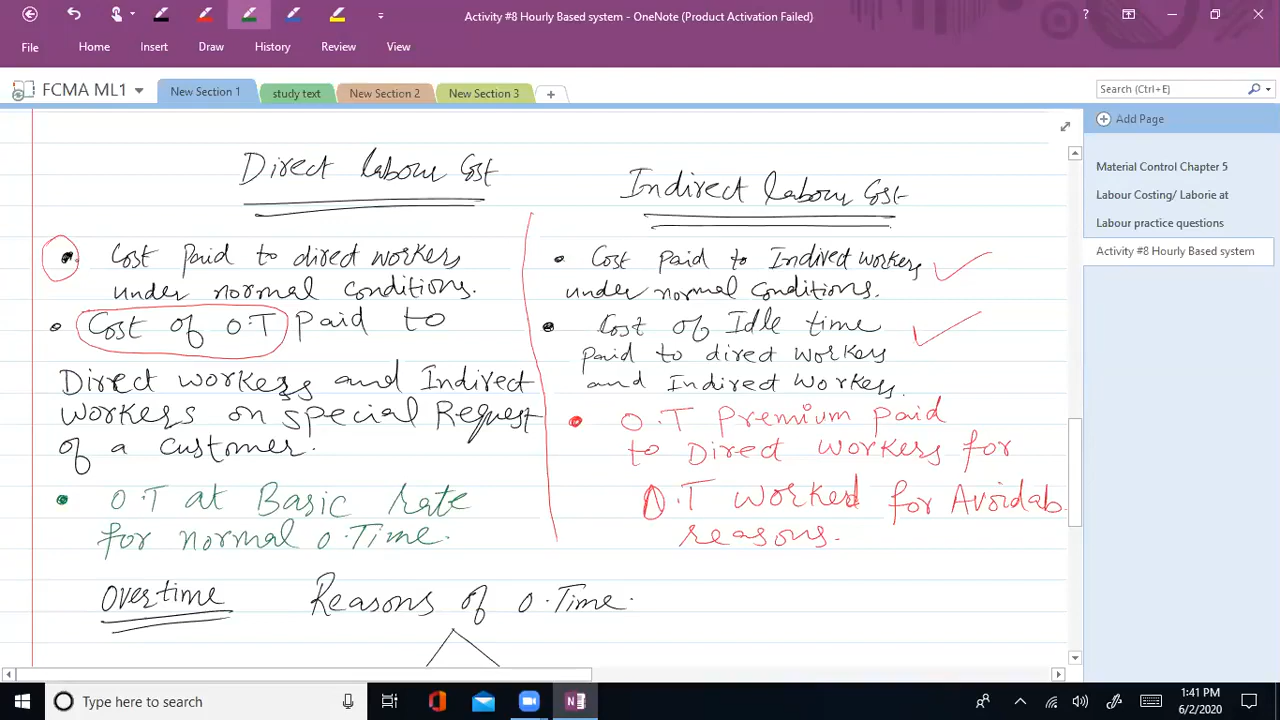 Activity #8 Hourly Based system - OneNote (Product Activation Failed)
File Home Insert Draw History Review View
FCMA ML1 New Section 1 study text New Section 2 New Section 3
Search (Ctrl+E)
Add Page
Material Control Chapter 5
Labour Costing/ Laborie at
Labour practice questions
Activity #8 Hourly Based system
Direct labour Cost
• Cost Paid to direct workers
under normal Conditions.
• Cost of O.T Paid to
Direct workers and Indirect
workers on special Request
of a Customer.
• O.T at Basic rate
for normal O.Time.
Indirect labour Cost
• Cost paid to Indirect workers
under normal Conditions.
• Cost of Idle time
paid to direct workers
and Indirect workers.
• O.T Premium paid
to Direct workers for
O.T worked for Avoidab
reasons.
Overtime Reasons of O.Time.
Type here to search
1:41 PM
6/2/2020